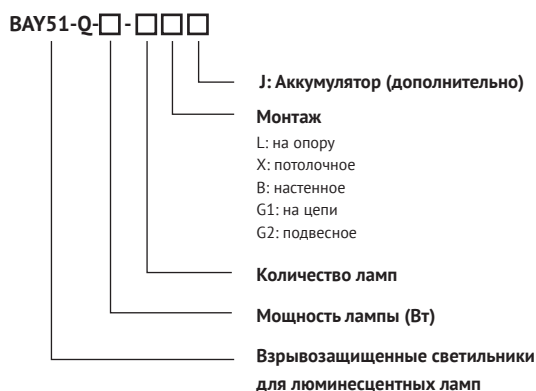 BAY51-Q-□-□□□
J: Аккумулятор (дополнительно)
Монтаж
L: на опору
X: потолочное
B: настенное
G1: на цепи
G2: подвесное
Количество ламп
Мощность лампы (Вт)
Взрывозащищенные светильники
для люминесцентных ламп